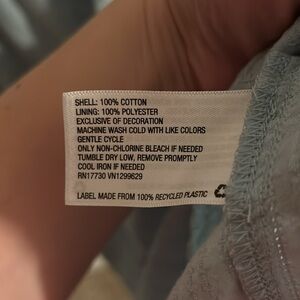 SHELL: 100% COTTON
LINING: 100% POLYESTER
EXCLUSIVE OF DECORATION
MACHINE WASH COLD WITH LIKE COLORS
GENTLE CYCLE
ONLY NON-CHLORINE BLEACH IF NEEDED
TUMBLE DRY LOW, REMOVE PROMPTLY
COOL IRON IF NEEDED
RN17730 VN1299629
LABEL MADE FROM 100% RECYCLED PLASTIC